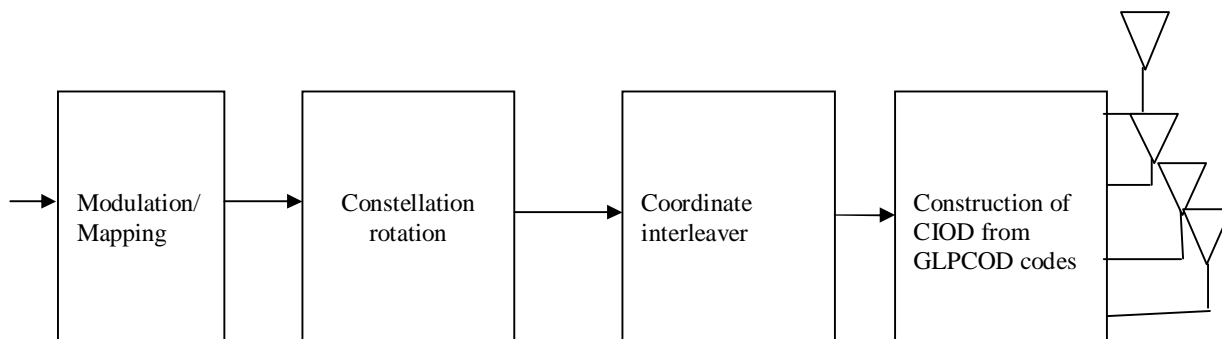 Modulation/
Mapping
Constellation
rotation
Coordinate
interleaver
Construction of
CIOD from
GLPCOD codes